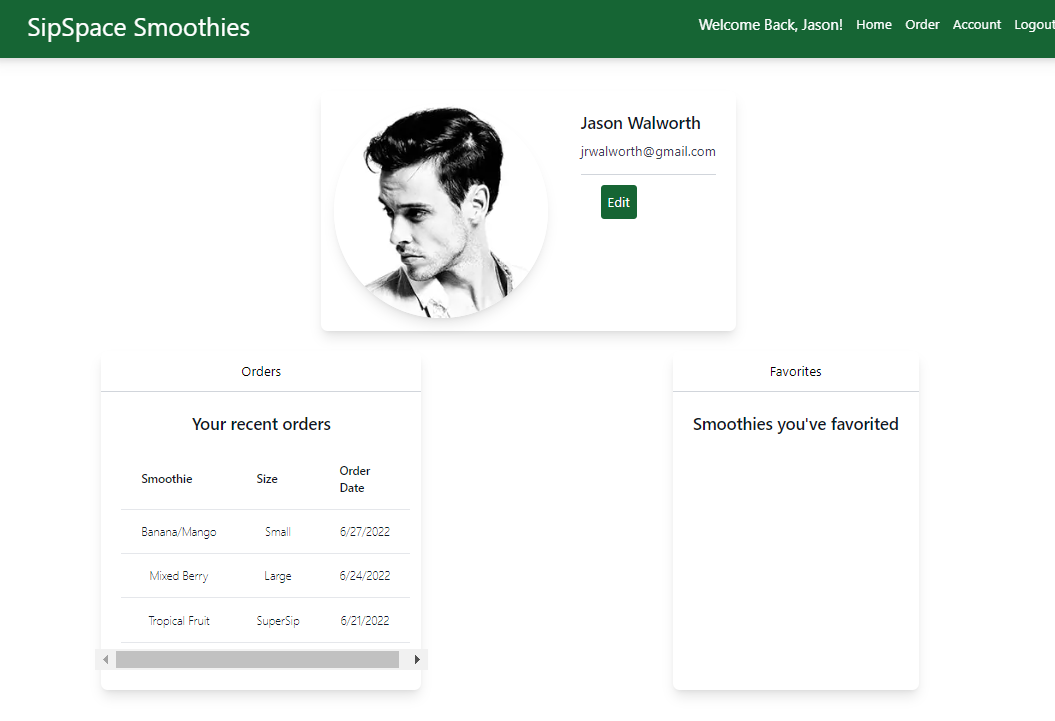 SipSpace Smoothies
Welcome Back, Jason! Home Order Account Logout
Jason Walworth
jrwalworth@gmail.com
Edit
Orders
Your recent orders
Smoothie Size Order Date
Banana/Mango Small 6/27/2022
Mixed Berry Large 6/24/2022
Tropical Fruit SuperSip 6/21/2022
Favorites
Smoothies you've favorited